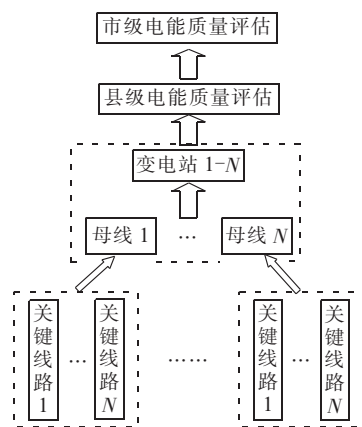 市级电能质量评估
县级电能质量评估
变电站 1-N
母线 1 … 母线 N
关键线路1 … 关键线路N …… 关键线路1 … 关键线路N